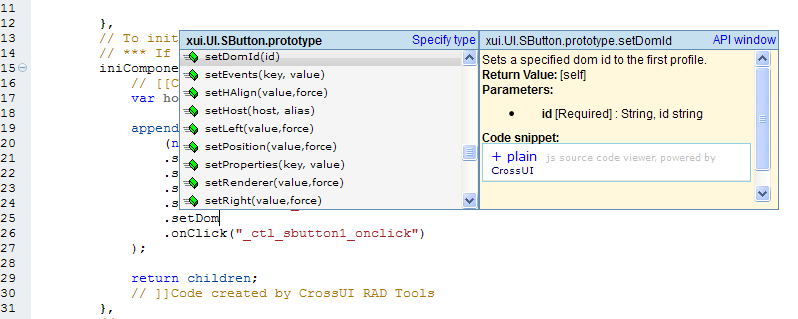 11
12 },
13 // To init
14 // *** If
15 iniCompone
16 // [[C
17 var ho
18
19 append
20 (n
21 .s
22 .s
23 .s
24 .s
25 .setDom
26 .onClick("_ctl_sbutton1_onclick")
27 );
28
29 return children;
30 // ]]Code created by CrossUI RAD Tools
31 },
xui.UI.SButton.prototype Specify type
setDomId(id)
setEvents(key, value)
setHAlign(value,force)
setHost(host, alias)
setLeft(value,force)
setPosition(value,force)
setProperties(key, value)
setRenderer(value,force)
setRight(value,force)
xui.UI.SButton.prototype.setDomId API window
Sets a specified dom id to the first profile.
Return Value: [self]
Parameters:
• id [Required] : String, id string
Code snippet:
+ plain js source code viewer, powered by
CrossUI